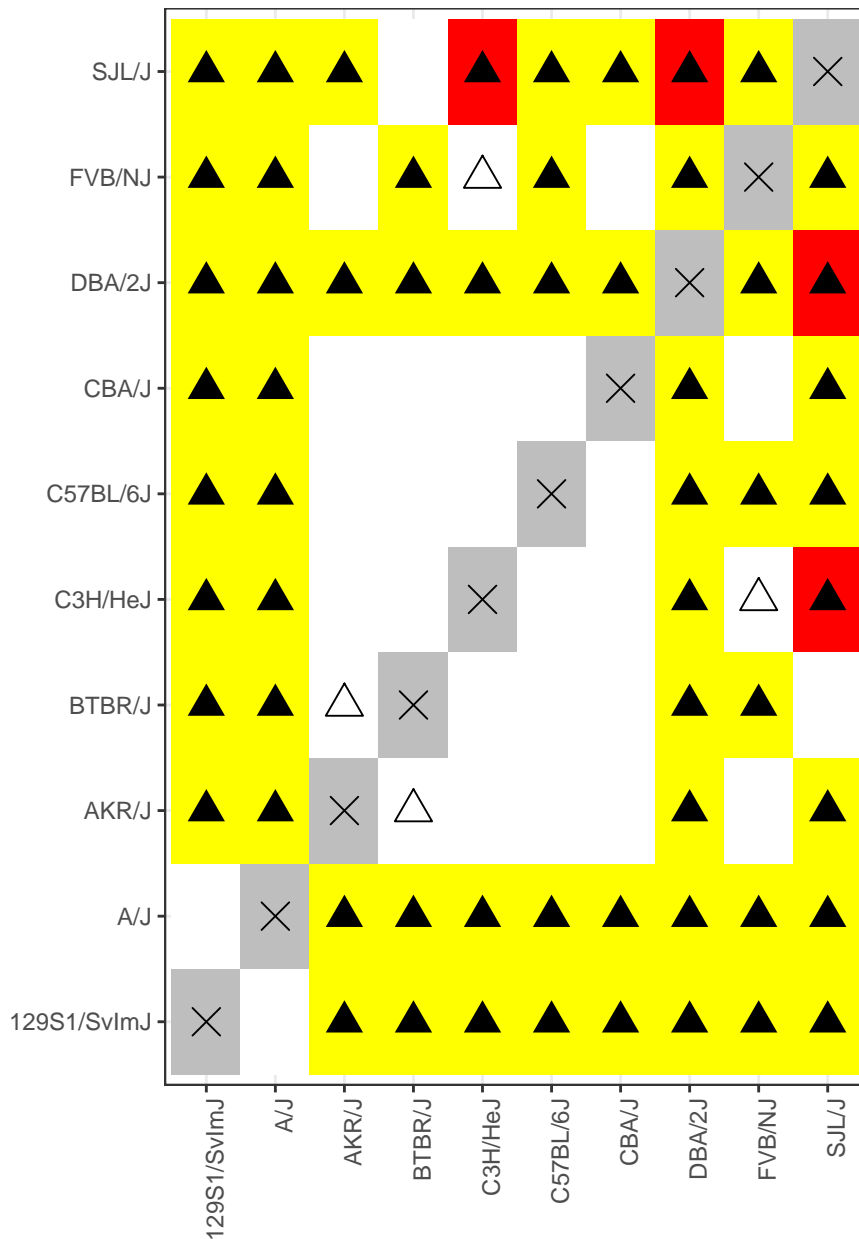 SJL/J
FVB/NJ
DBA/2J
CBA/J
C57BL/6J
C3H/HeJ
BTBR/J
AKR/J
A/J
129S1/SvImJ
129S1/SvImJ
A/J
AKR/J
BTBR/J
C3H/HeJ
C57BL/6J
CBA/J
DBA/2J
FVB/NJ
SJL/J